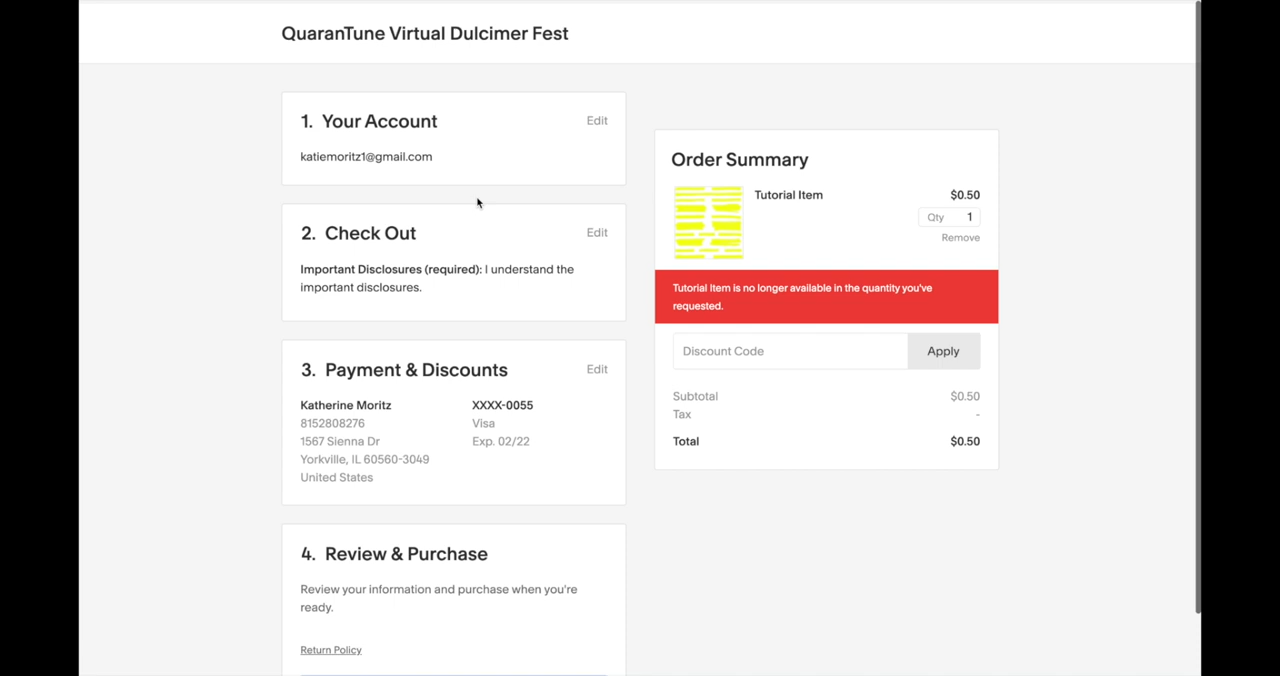 QuaranTune Virtual Dulcimer Fest
1. Your Account
Edit
katiemoritz1@gmail.com
2. Check Out
Edit
Important Disclosures (required): I understand the
important disclosures.
3. Payment & Discounts
Edit
Katherine Moritz
8152808276
1567 Sienna Dr
Yorkville, IL 60560-3049
United States
XXXX-0055
Visa
Exp. 02/22
4. Review & Purchase
Review your information and purchase when you're
ready.
Return Policy
Order Summary
Tutorial Item
$0.50
Qty 1
Remove
Tutorial Item is no longer available in the quantity you've
requested.
Discount Code
Apply
Subtotal $0.50
Tax -
Total $0.50